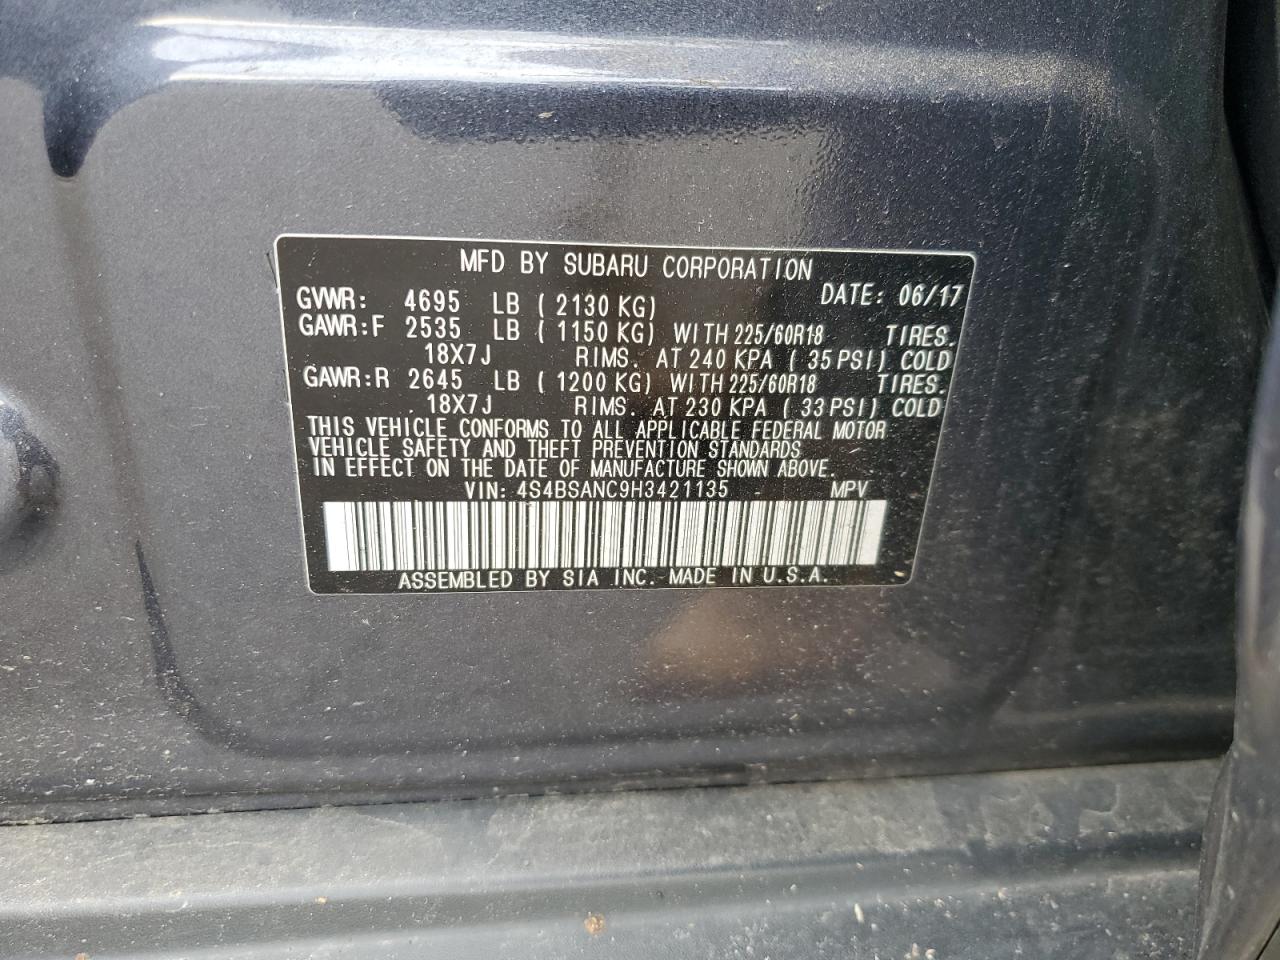 MFD BY SUBARU CORPORATION
DATE: 06/17
GVWR: 4695 LB ( 2130 KG)
GAWR:F 2535 LB ( 1150 KG) WITH 225/60R18 TIRES.
18X7J RIMS. AT 240 KPA ( 35 PSI) COLD
GAWR:R 2645 LB ( 1200 KG) WITH 225/60R18 TIRES.
18X7J RIMS. AT 230 KPA ( 33 PSI) COLD
THIS VEHICLE CONFORMS TO ALL APPLICABLE FEDERAL MOTOR
VEHICLE SAFETY AND THEFT PREVENTION STANDARDS
IN EFFECT ON THE DATE OF MANUFACTURE SHOWN ABOVE.
VIN: 4S4BSANC9H3421135 MPV
ASSEMBLED BY SIA INC. MADE IN U.S.A.